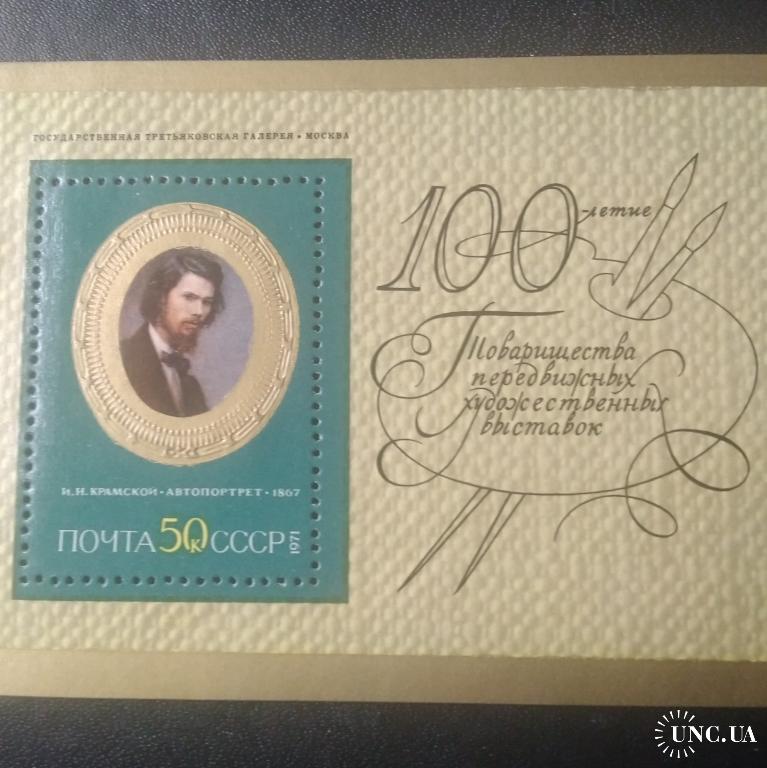 ГОСУДАРСТВЕННАЯ ТРЕТЬЯКОВСКАЯ ГАЛЕРЕЯ • МОСКВА
И.Н. КРАМСКОЙ • АВТОПОРТРЕТ • 1867
ПОЧТА 50к СССР 1971
100-летие
Товарищества
передвижных
художественных
выставок
UNC.UA